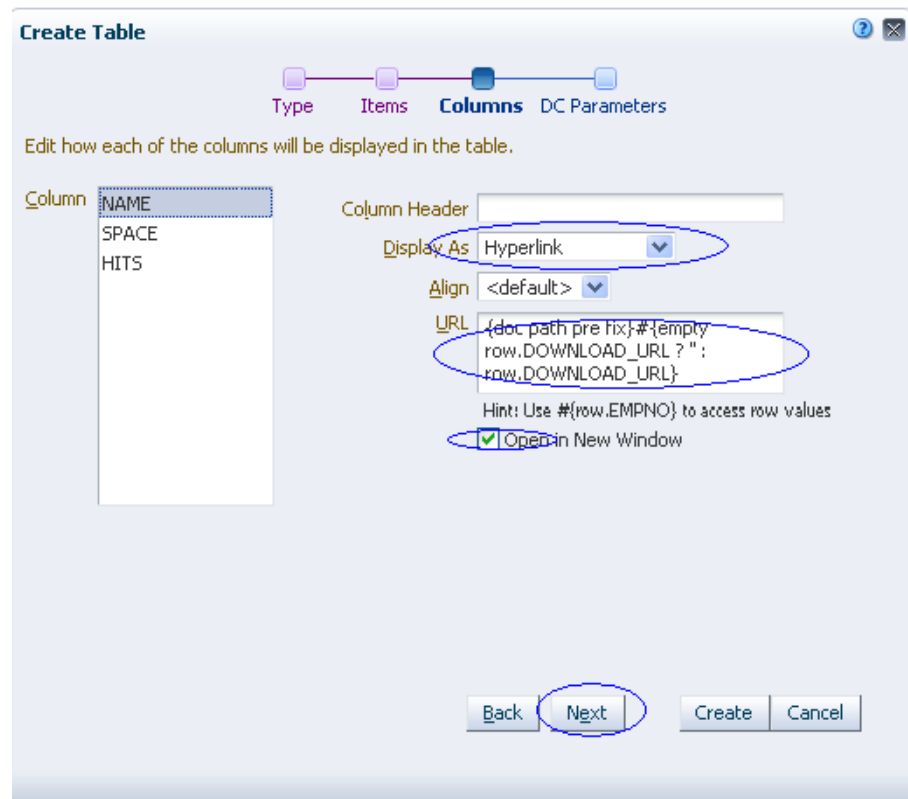 Create Table
Type Items Columns DC Parameters
Edit how each of the columns will be displayed in the table.
Column
NAME
SPACE
HITS
Column Header
Display As Hyperlink
Align <default>
URL {doc path pre fix}#{empty
row.DOWNLOAD_URL ? '' :
row.DOWNLOAD_URL}
Hint: Use #{row.EMPNO} to access row values
Open in New Window
Back Next Create Cancel